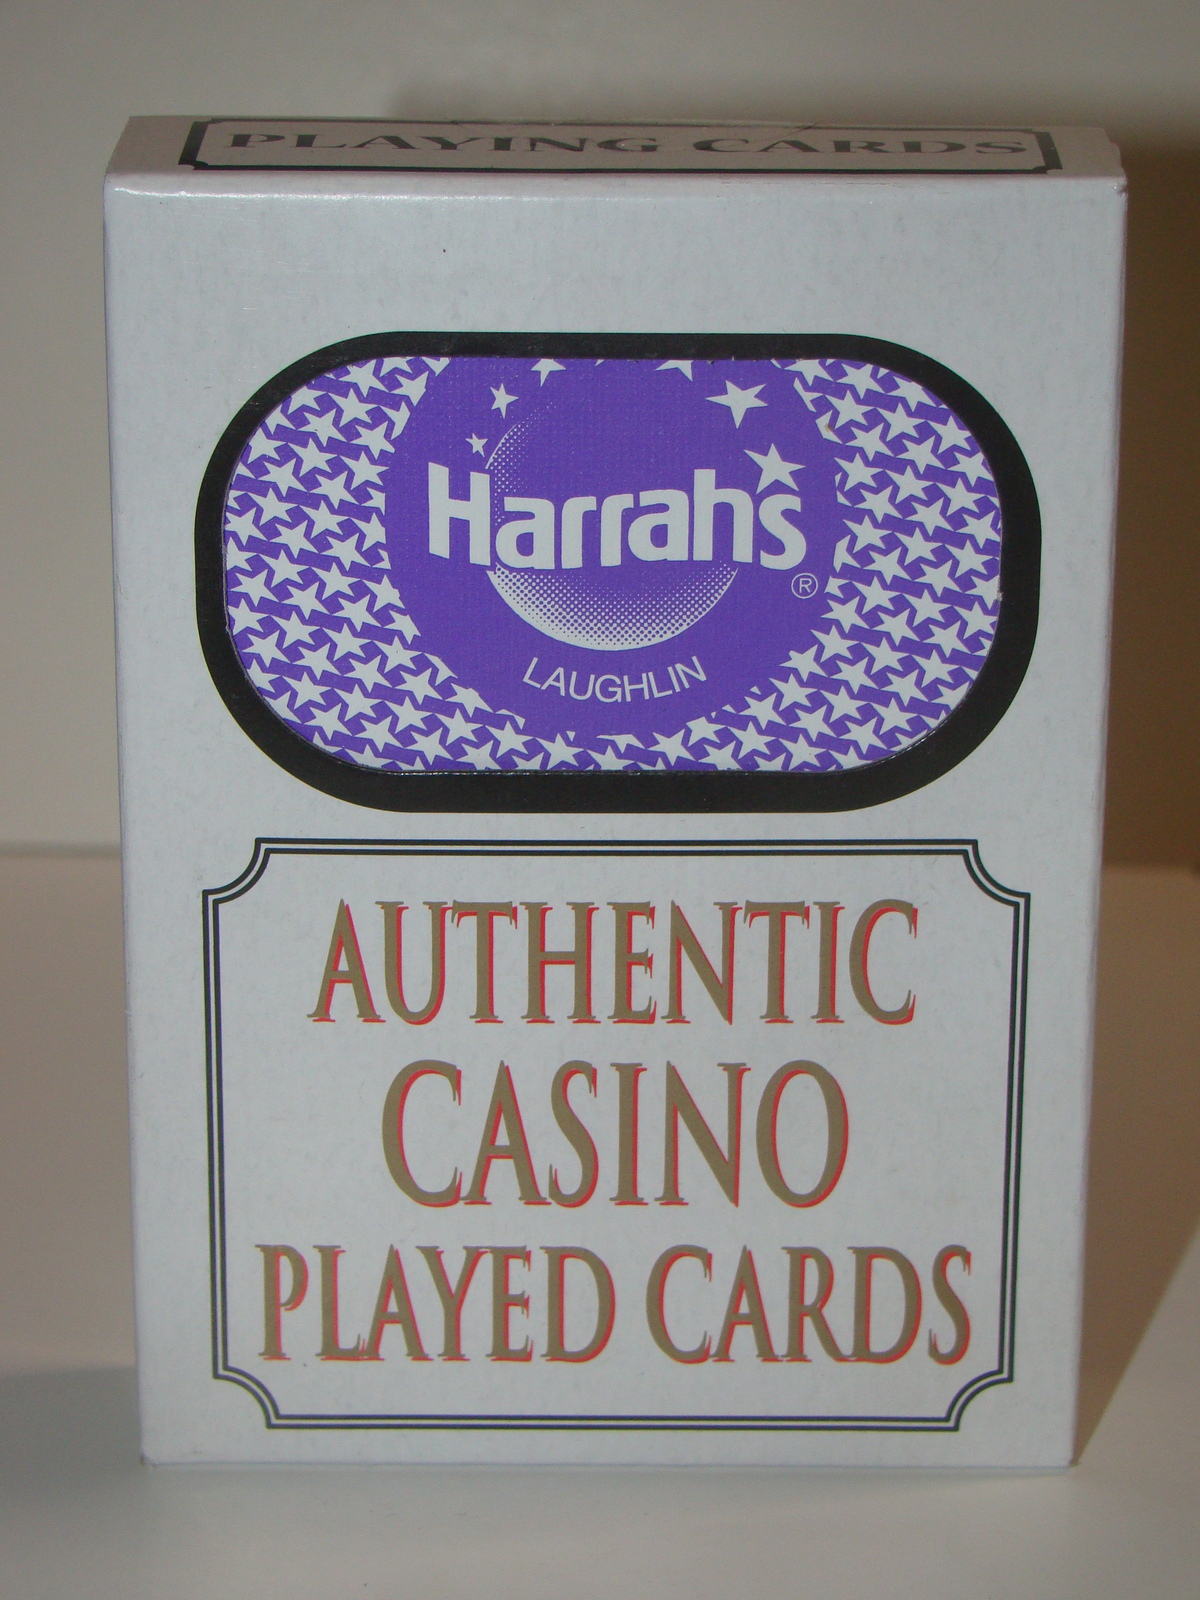 PLAYING CARDS
Harrah's
®
LAUGHLIN
AUTHENTIC
CASINO
PLAYED CARDS